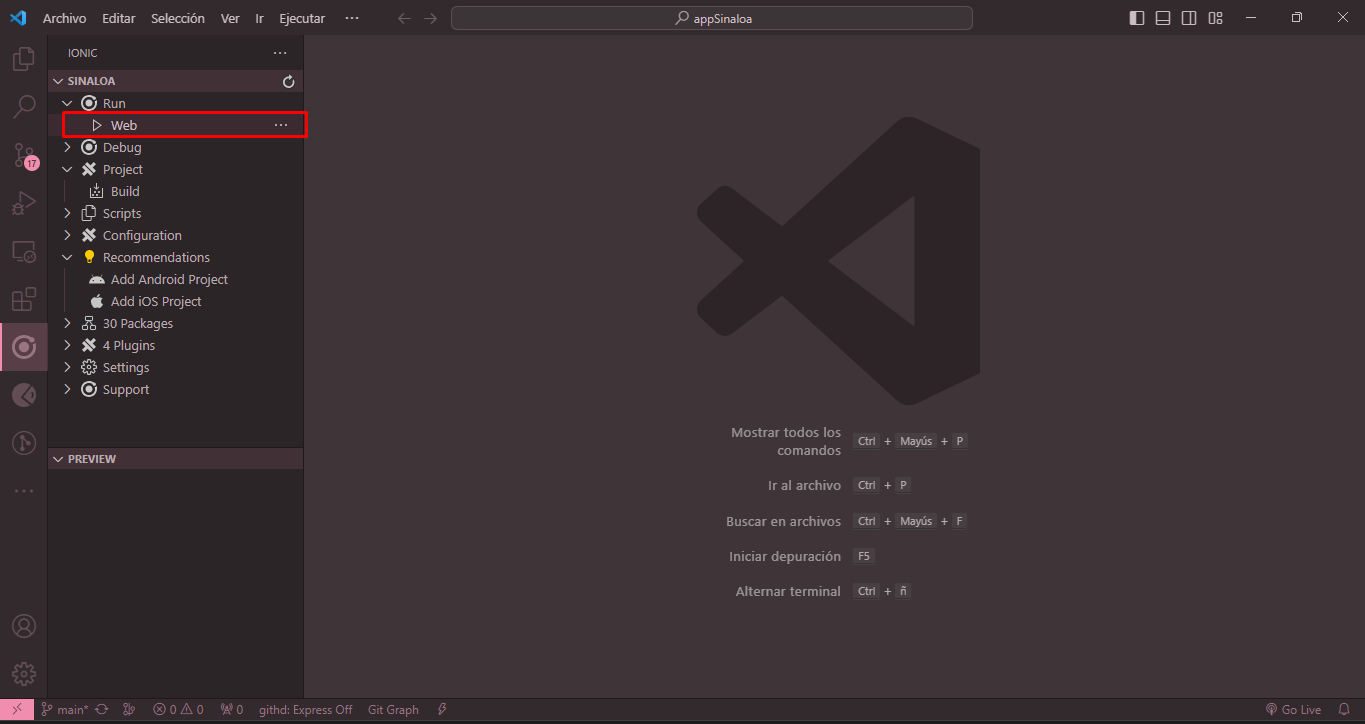 Archivo Editar Selección Ver Ir Ejecutar ···
appSinaloa
IONIC ···
SINALOA
Run
Web ···
Debug
Project
Build
Scripts
Configuration
Recommendations
Add Android Project
Add iOS Project
30 Packages
4 Plugins
Settings
Support
17
PREVIEW
Mostrar todos los
comandos Ctrl + Mayús + P
Ir al archivo Ctrl + P
Buscar en archivos Ctrl + Mayús + F
Iniciar depuración F5
Alternar terminal Ctrl + ñ
main* 0 0 0 githd: Express Off Git Graph Go Live